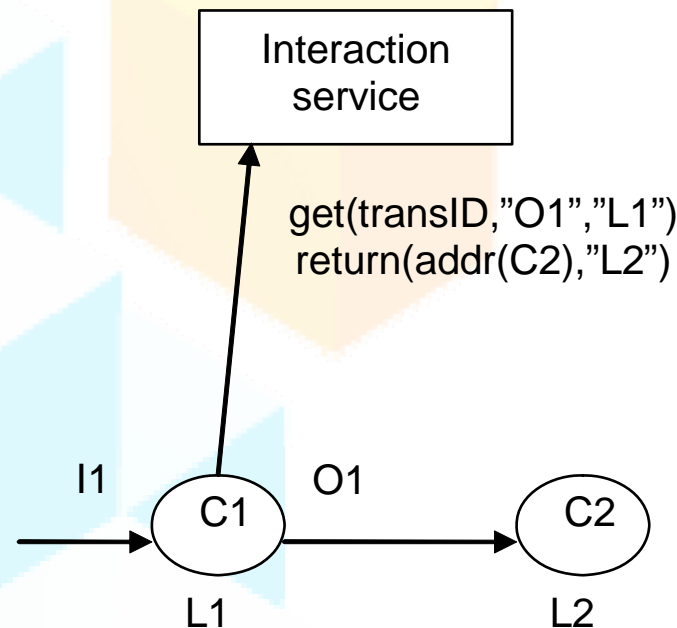 Interaction
service
get(transID,”O1”,”L1”)
return(addr(C2),”L2”)
I1
O1
C1
C2
L1
L2